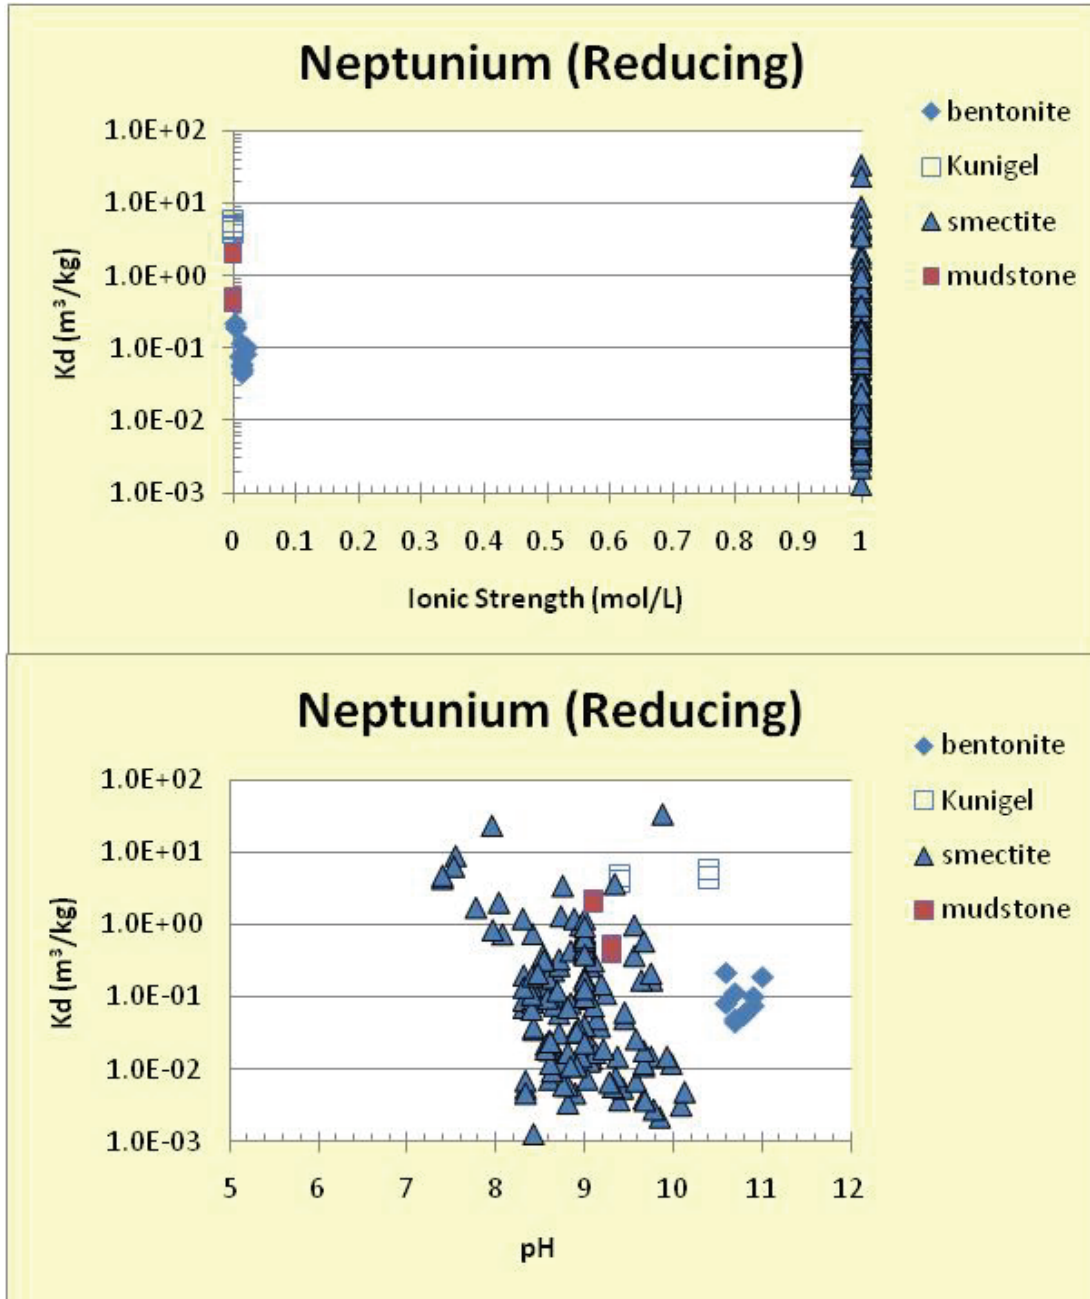 Neptunium (Reducing)
1.0E+02
1.0E+01
1.0E+00
1.0E-01
1.0E-02
1.0E-03
Kd (m³/kg)
0 0.1 0.2 0.3 0.4 0.5 0.6 0.7 0.8 0.9 1
Ionic Strength (mol/L)
bentonite
Kunigel
smectite
mudstone
Neptunium (Reducing)
1.0E+02
1.0E+01
1.0E+00
1.0E-01
1.0E-02
1.0E-03
Kd (m³/kg)
5 6 7 8 9 10 11 12
pH
bentonite
Kunigel
smectite
mudstone